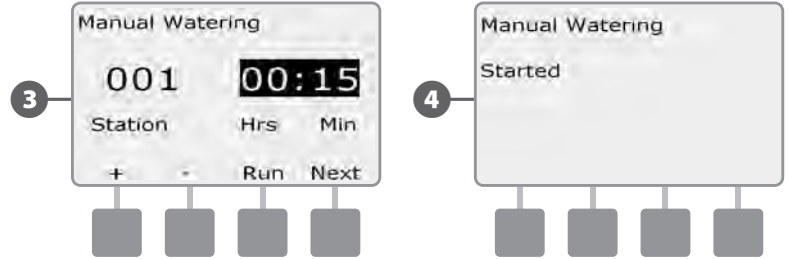 Manual Watering
001 00:15
Station Hrs Min
+ - Run Next
3
Manual Watering
Started
4